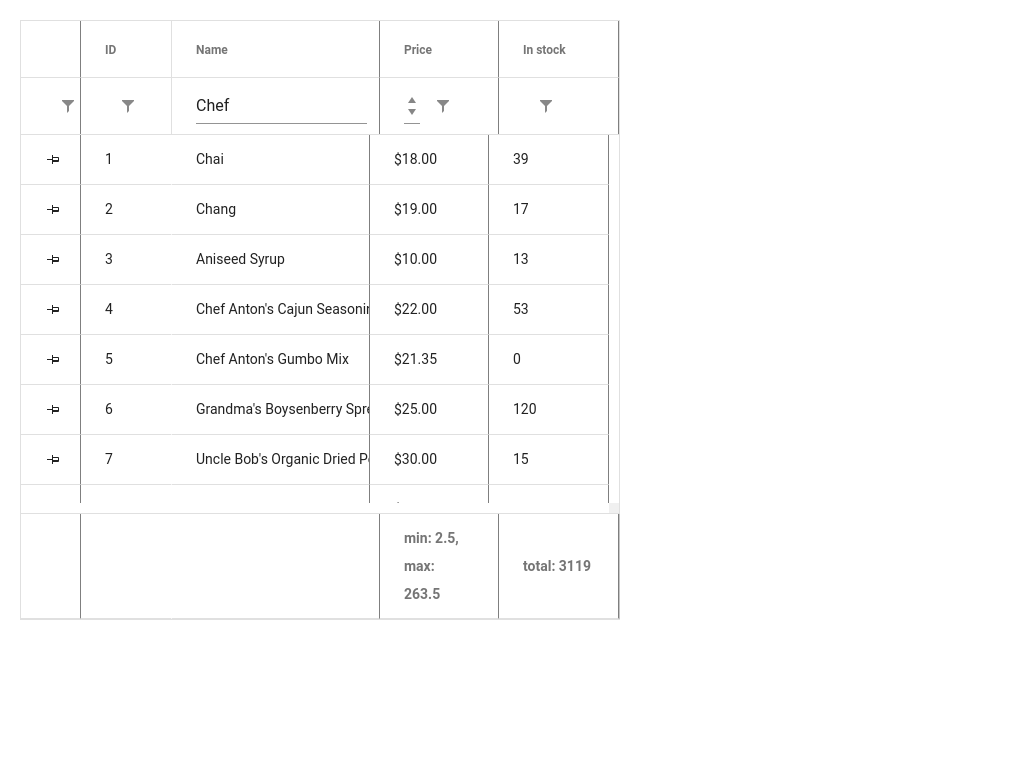 ID Name Price In stock
Chef
1 Chai $18.00 39
2 Chang $19.00 17
3 Aniseed Syrup $10.00 13
4 Chef Anton's Cajun Seasonin $22.00 53
5 Chef Anton's Gumbo Mix $21.35 0
6 Grandma's Boysenberry Spre $25.00 120
7 Uncle Bob's Organic Dried P $30.00 15
min: 2.5,
max:
263.5
total: 3119